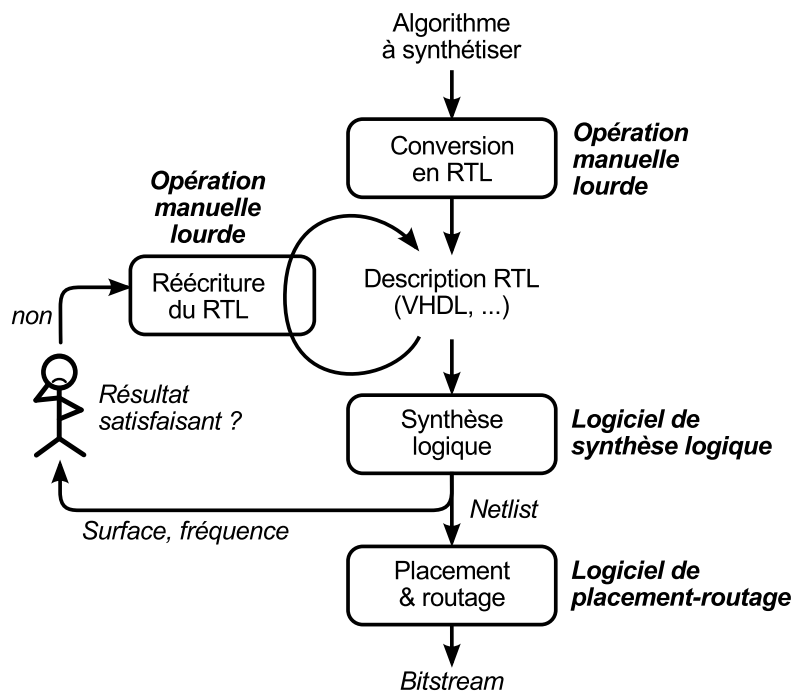 Algorithme
à synthétiser
Conversion
en RTL
Opération
manuelle
lourde
Opération
manuelle
lourde
Réécriture
du RTL
Description RTL
(VHDL, ...)
non
Résultat
satisfaisant ?
Synthèse
logique
Logiciel de
synthèse logique
Surface, fréquence
Netlist
Placement
& routage
Logiciel de
placement-routage
Bitstream